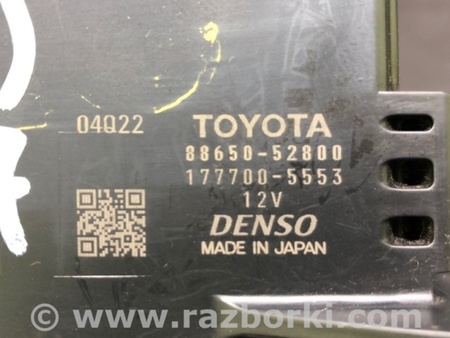 04Q22
TOYOTA
88650-52800
177700-5553
12V
DENSO
MADE IN JAPAN
© www.razborki.com